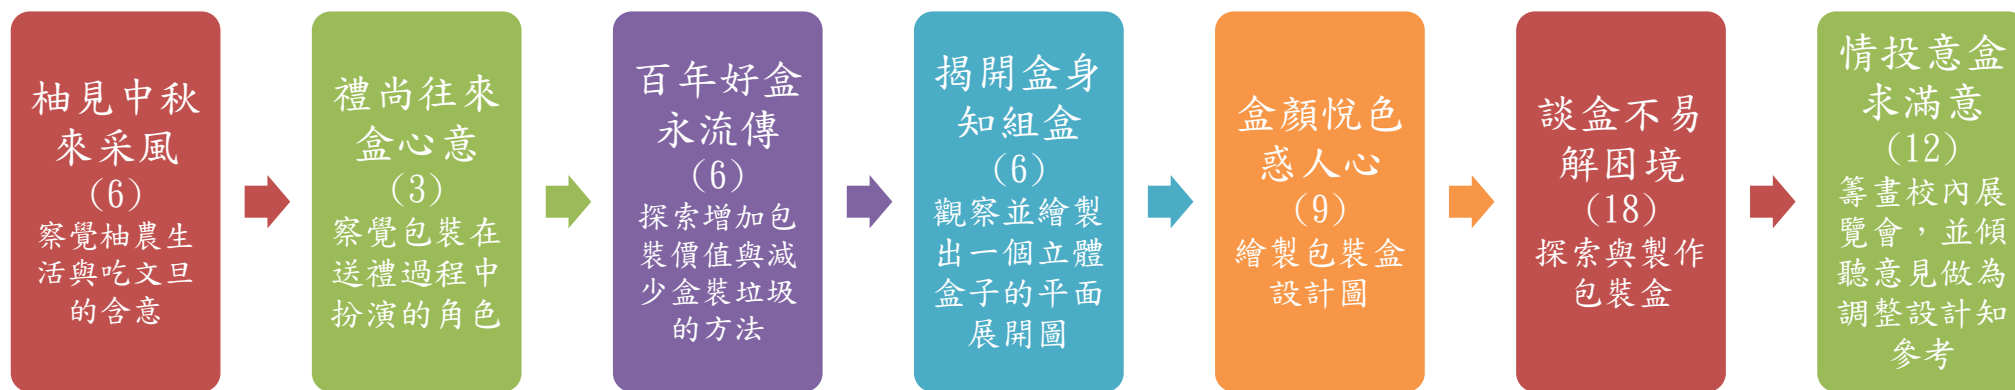 柚見中秋
來采風
(6)
察覺柚農生
活與吃文旦
的含意
禮尚往來
盒心意
(3)
察覺包裝在
送禮過程中
扮演的角色
百年好盒
永流傳
(6)
探索增加包
裝價值與減
少盒裝垃圾
的方法
揭開盒身
知組盒
(6)
觀察並繪製
出一個立體
盒子的平面
展開圖
盒顏悅色
惑人心
(9)
繪製包裝盒
設計圖
談盒不易
解困境
(18)
探索與製作
包裝盒
情投意盒
求滿意
(12)
籌畫校內展
覽會，並傾
聽意見做為
調整設計知
參考